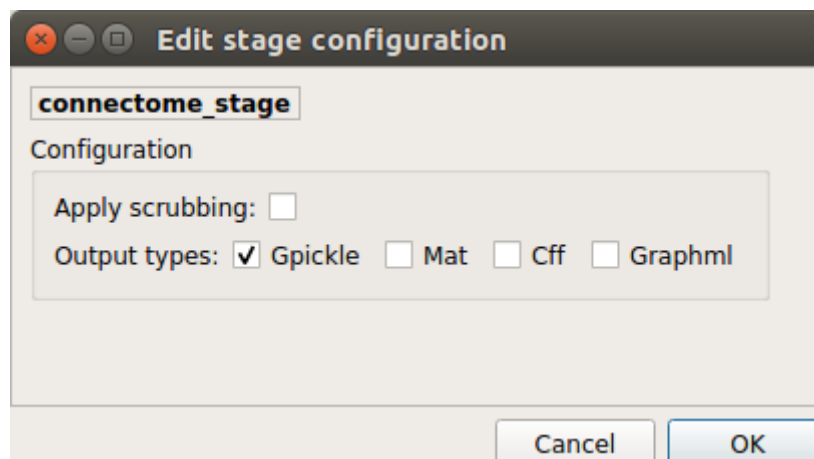 Edit stage configuration
connectome_stage
Configuration
Apply scrubbing:
Output types: Gpickle Mat Cff Graphml
Cancel OK